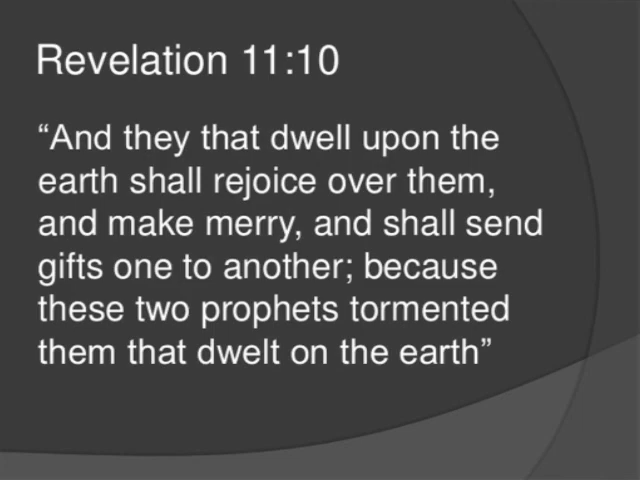 Revelation 11:10
“And they that dwell upon the
earth shall rejoice over them,
and make merry, and shall send
gifts one to another; because
these two prophets tormented
them that dwelt on the earth”